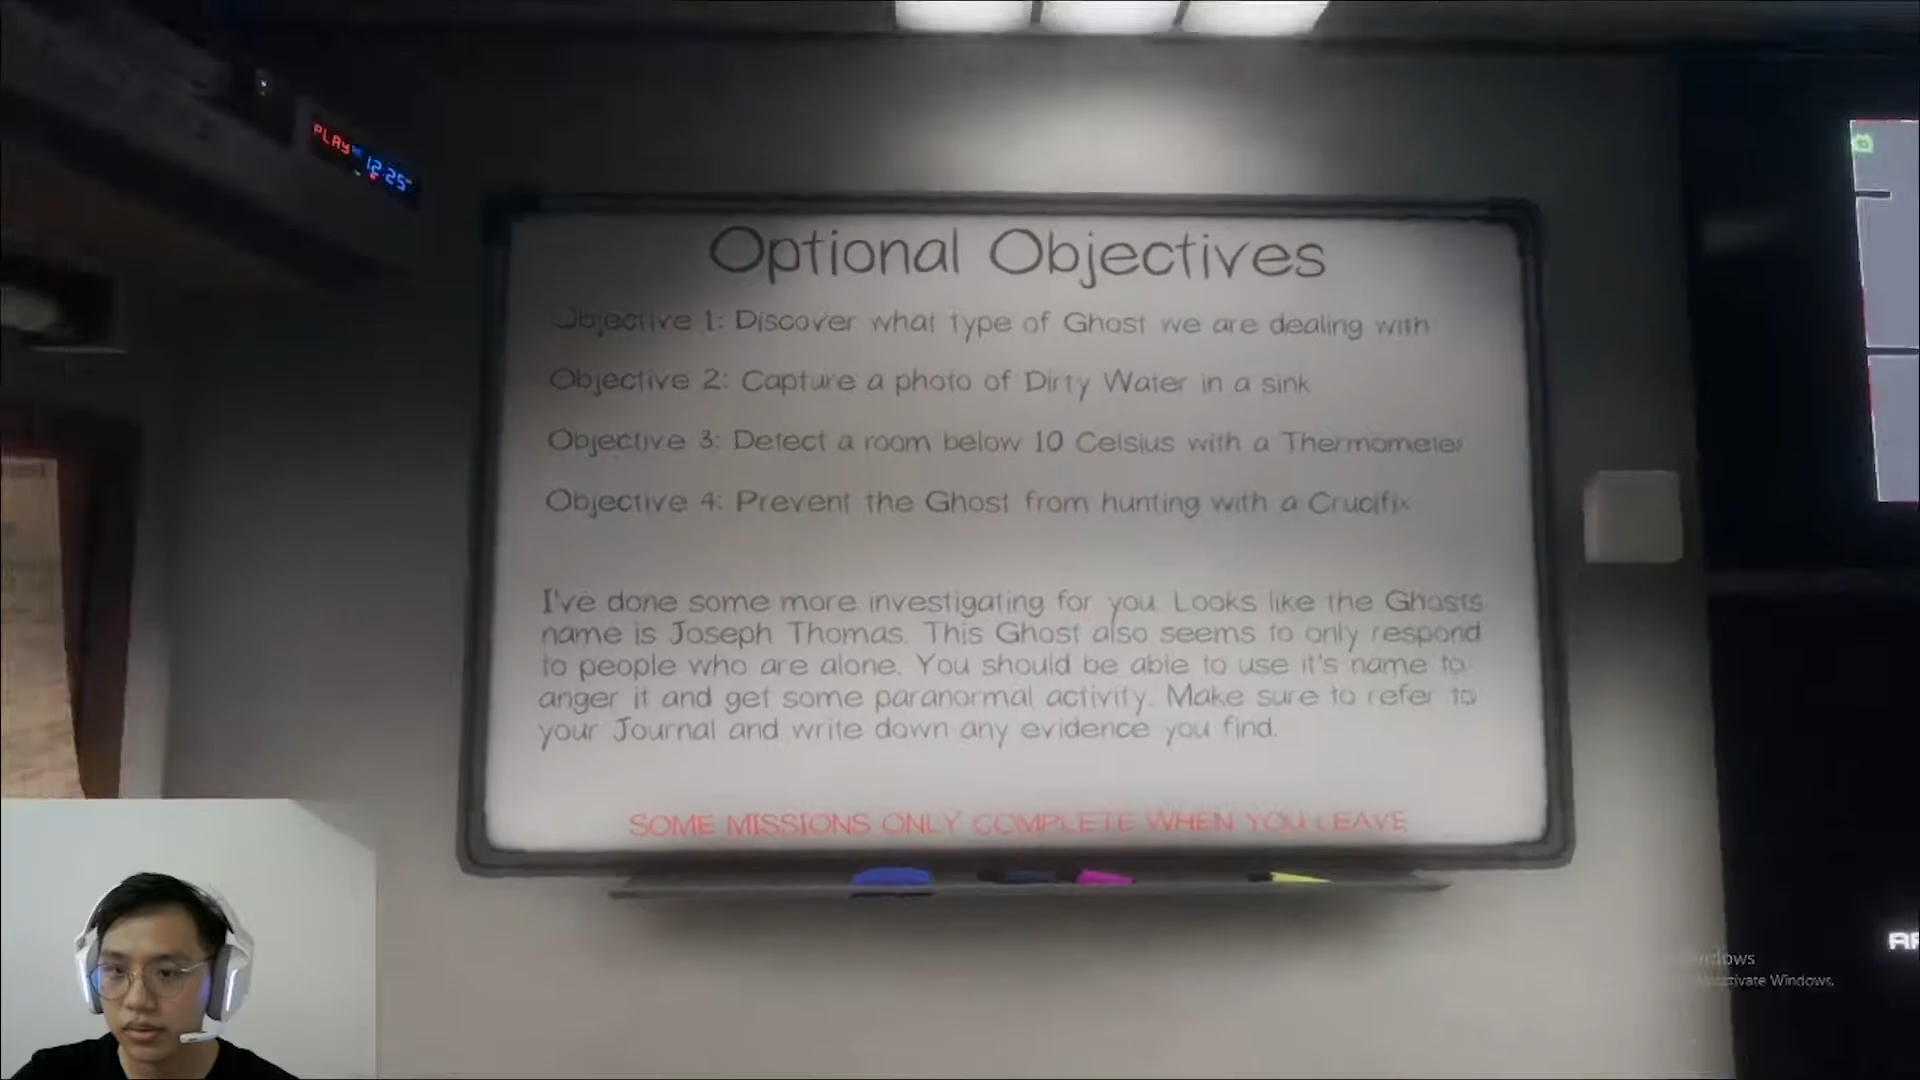 PLAY 12:25
Optional Objectives
Objective 1: Discover what type of Ghost we are dealing with
Objective 2: Capture a photo of Dirty Water in a sink
Objective 3: Detect a room below 10 Celsius with a Thermometer
Objective 4: Prevent the Ghost from hunting with a Crucifix
I've done some more investigating for you. Looks like the Ghosts
name is Joseph Thomas. This Ghost also seems to only respond
to people who are alone. You should be able to use it's name to
anger it and get some paranormal activity. Make sure to refer to
your Journal and write down any evidence you find.
SOME MISSIONS ONLY COMPLETE WHEN YOU LEAVE
Windows.